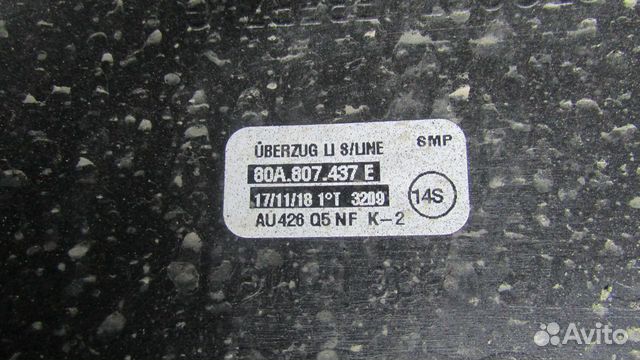 ÜBERZUG LI S/LINE SMP
80A.807.437 E
17/11/18 1°T 3209
14S
AU426 Q5 NF K-2
Avito